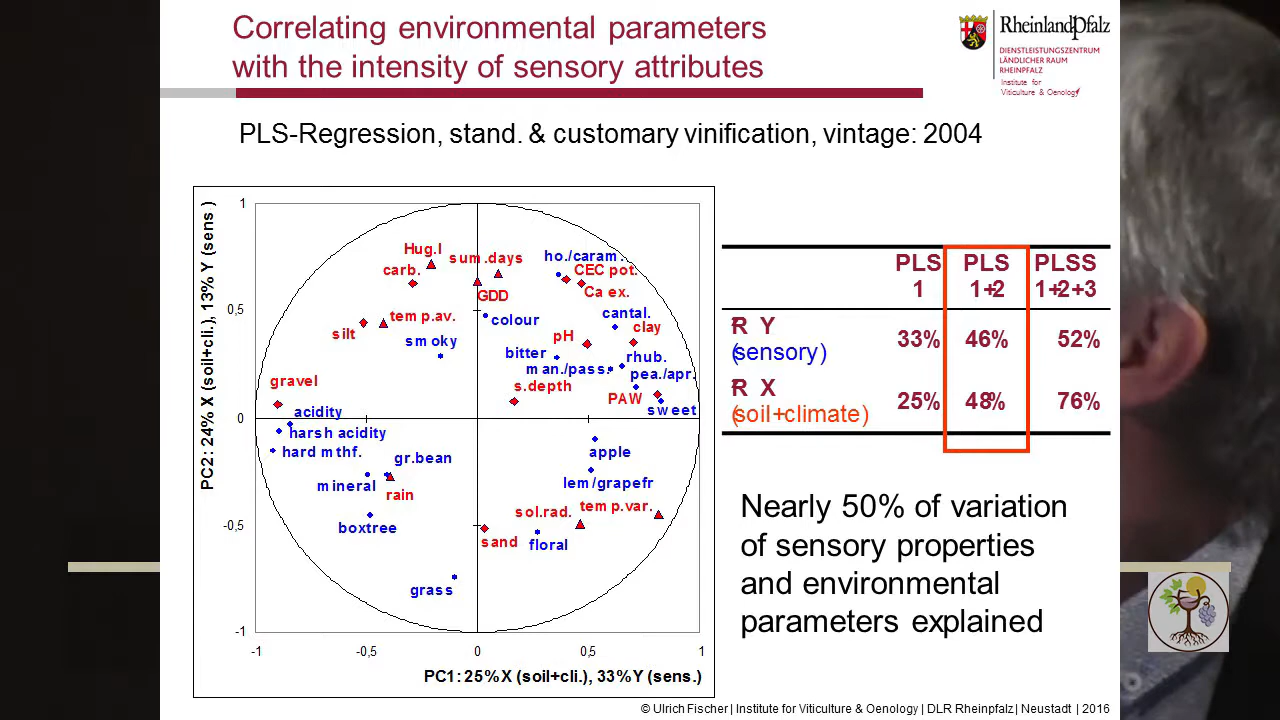 Correlating environmental parameters
with the intensity of sensory attributes
RheinlandPfalz
DIENSTLEISTUNGSZENTRUM
LÄNDLICHER RAUM
RHEINPFALZ
Institute for
Viticulture & Oenology
PLS-Regression, stand. & customary vinification, vintage: 2004
PC2: 24% X (soil+cli.), 13% Y (sens.)
1
0,5
0
-0,5
-1
Hug.I
sum.days
ho./caram.
carb.
CEC pot.
GDD
Ca ex.
temp.av.
colour
cantal.
silt
smoky
pH
clay
bitter
rhub.
man./pass.
pea./apr.
gravel
s.depth
PAW
sweet
acidity
harsh acidity
hard mthf.
gr.bean
apple
mineral
rain
lem/grapefr
boxtree
sol.rad.
temp.var.
sand
floral
grass
-1
-0,5
0
0,5
1
PC1: 25%X (soil+cli.), 33%Y (sens.)
PLS PLS PLSS
1 1+2 1+2+3
R² Y
(sensory) 33% 46% 52%
R² X
(soil+climate) 25% 48% 76%
Nearly 50% of variation
of sensory properties
and environmental
parameters explained
© Ulrich Fischer | Institute for Viticulture & Oenology | DLR Rheinpfalz | Neustadt | 2016